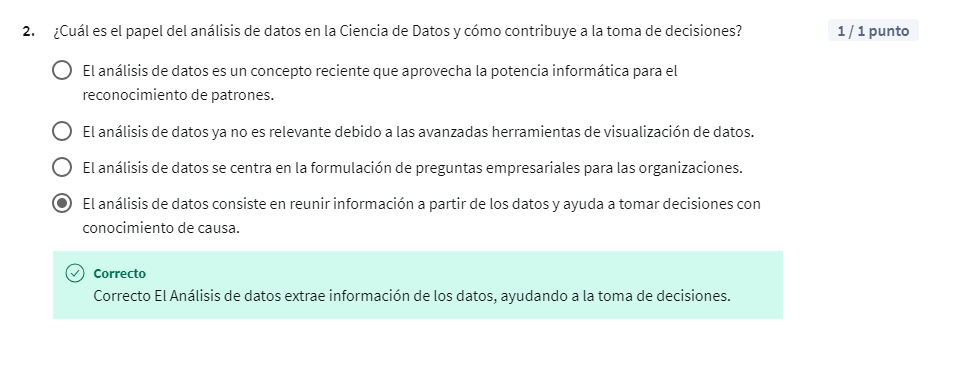 2. ¿Cuál es el papel del análisis de datos en la Ciencia de Datos y cómo contribuye a la toma de decisiones?
1 / 1 punto
El análisis de datos es un concepto reciente que aprovecha la potencia informática para el
reconocimiento de patrones.
El análisis de datos ya no es relevante debido a las avanzadas herramientas de visualización de datos.
El análisis de datos se centra en la formulación de preguntas empresariales para las organizaciones.
El análisis de datos consiste en reunir información a partir de los datos y ayuda a tomar decisiones con
conocimiento de causa.
Correcto
Correcto El Análisis de datos extrae información de los datos, ayudando a la toma de decisiones.